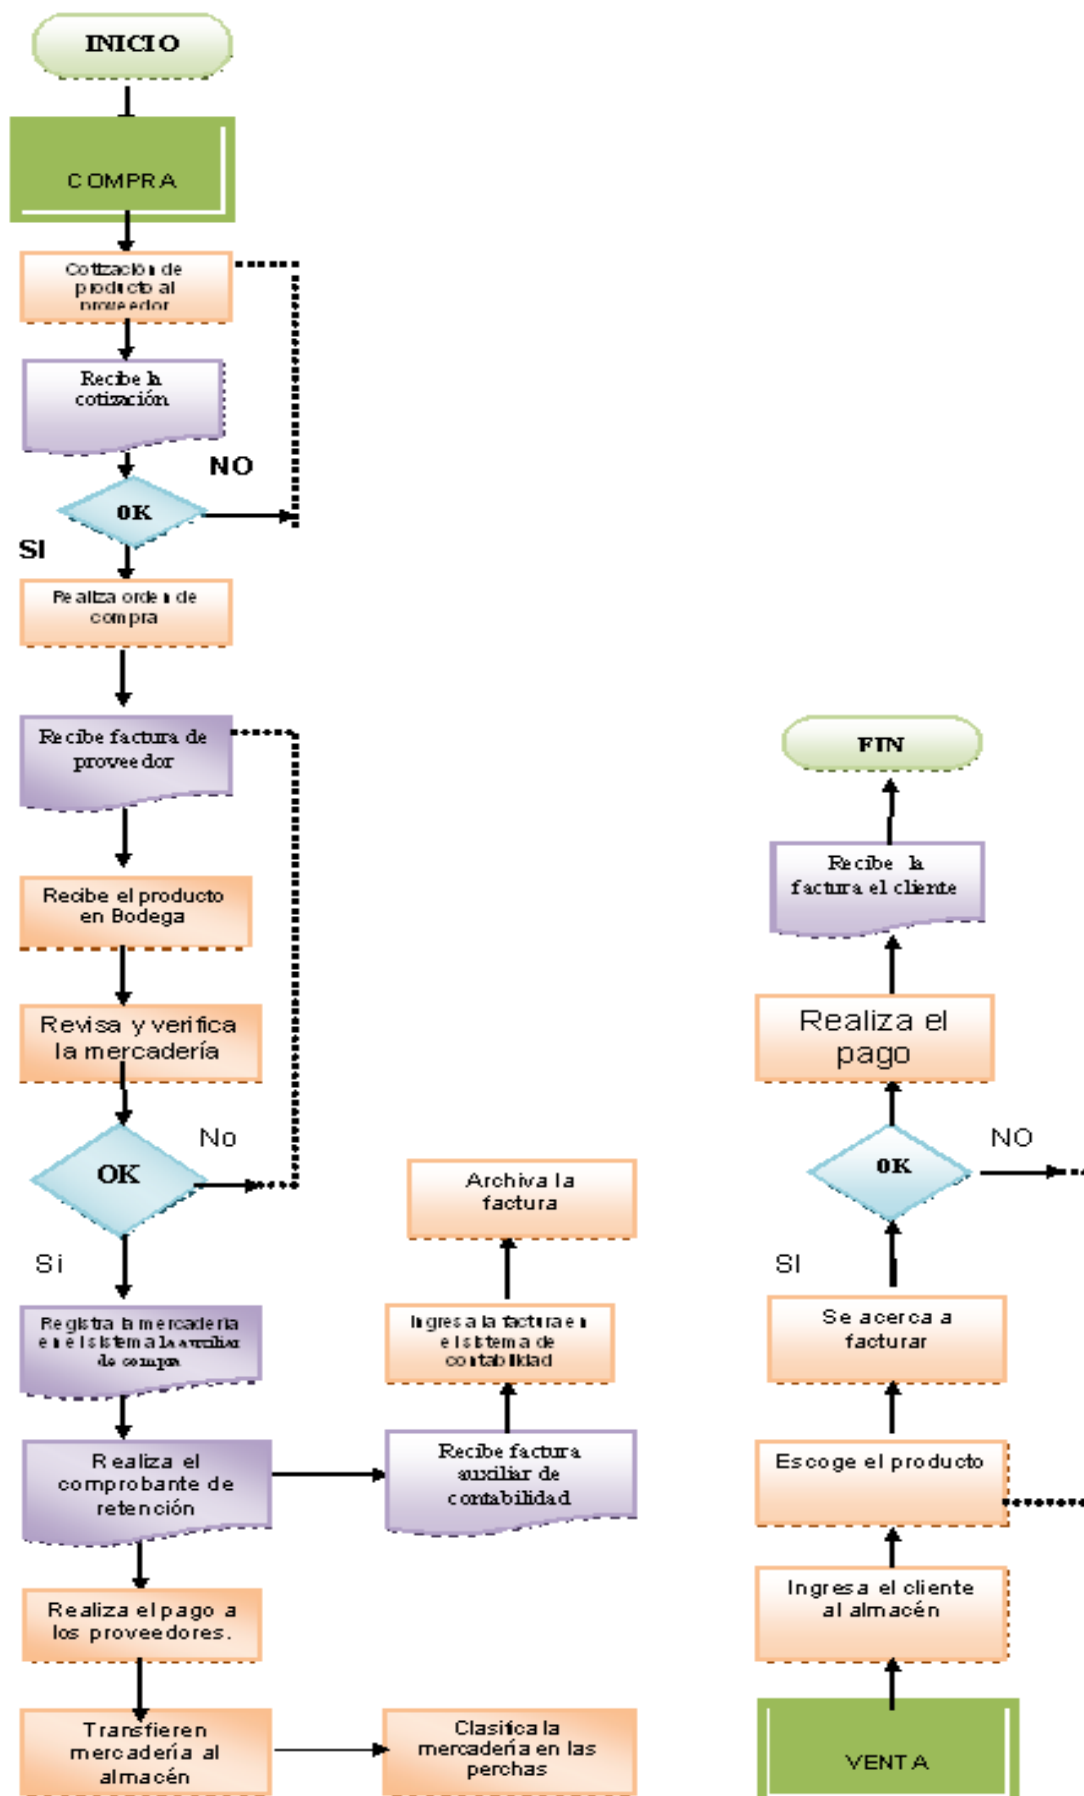 INICIO
COMPRA
Cotización de
producto al
proveedor
Recibe la
cotización
NO
OK
SI
Realiza orden de
compra
Recibe factura de
proveedor
Recibe el producto
en Bodega
Revisa y verifica
la mercadería
No
OK
Si
Registra la mercadería
en el sistema la auxiliar
de compra
Realiza el
comprobante de
retención
Realiza el pago a
los proveedores.
Transfieren
mercadería al
almacén
Archiva la
factura
Ingresa la factura en
el sistema de
contabilidad
Recibe factura
auxiliar de
contabilidad
Clasifica la
mercadería en las
perchas
FIN
Recibe la
factura el cliente
Realiza el
pago
OK
NO
SI
Se acerca a
facturar
Escoge el producto
Ingresa el cliente
al almacén
VENTA